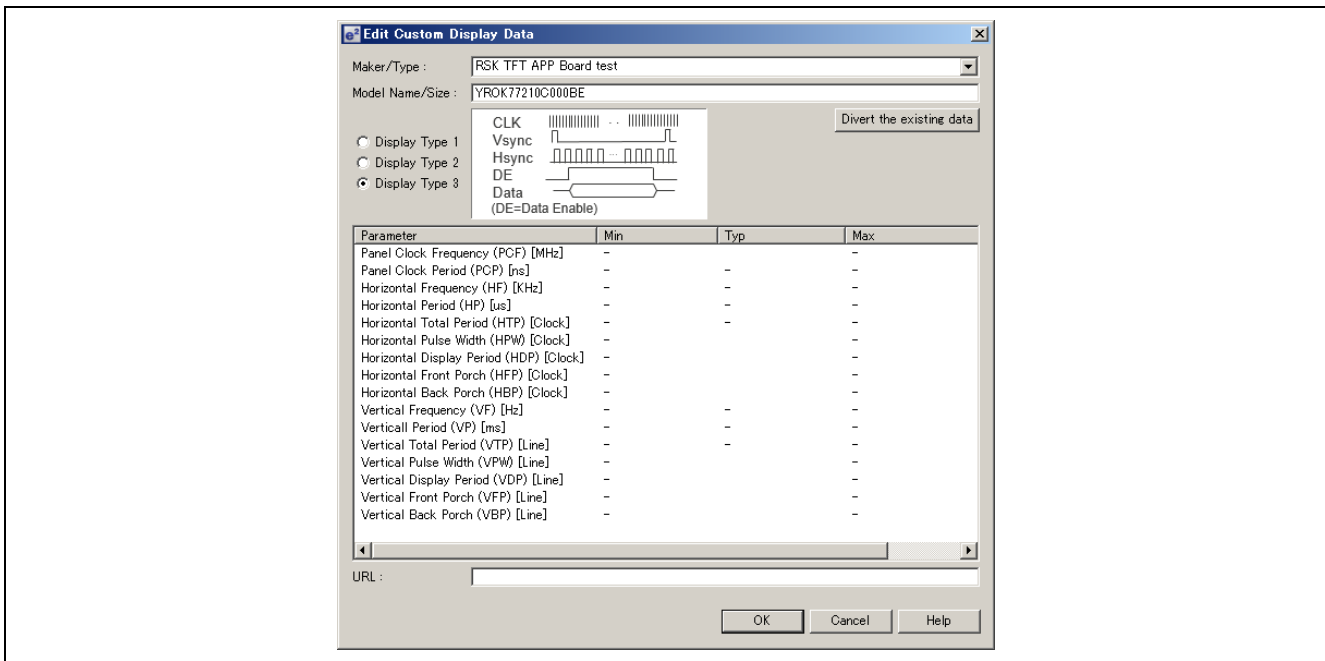 e² Edit Custom Display Data
Maker/Type : RSK TFT APP Board test
Model Name/Size : YROK77210C000BE
Divert the existing data
Display Type 1
Display Type 2
Display Type 3
CLK
Vsync
Hsync
DE
Data
(DE=Data Enable)
Parameter Min Typ Max
Panel Clock Frequency (PCF) [MHz] - -
Panel Clock Period (PCP) [ns] - - -
Horizontal Frequency (HF) [KHz] - - -
Horizontal Period (HP) [us] - - -
Horizontal Total Period (HTP) [Clock] - - -
Horizontal Pulse Width (HPW) [Clock] - -
Horizontal Display Period (HDP) [Clock] - -
Horizontal Front Porch (HFP) [Clock] - -
Horizontal Back Porch (HBP) [Clock] - -
Vertical Frequency (VF) [Hz] - - -
Verticall Period (VP) [ms] - - -
Vertical Total Period (VTP) [Line] - - -
Vertical Pulse Width (VPW) [Line] - -
Vertical Display Period (VDP) [Line] - -
Vertical Front Porch (VFP) [Line] - -
Vertical Back Porch (VBP) [Line] - -
URL :
OK Cancel Help